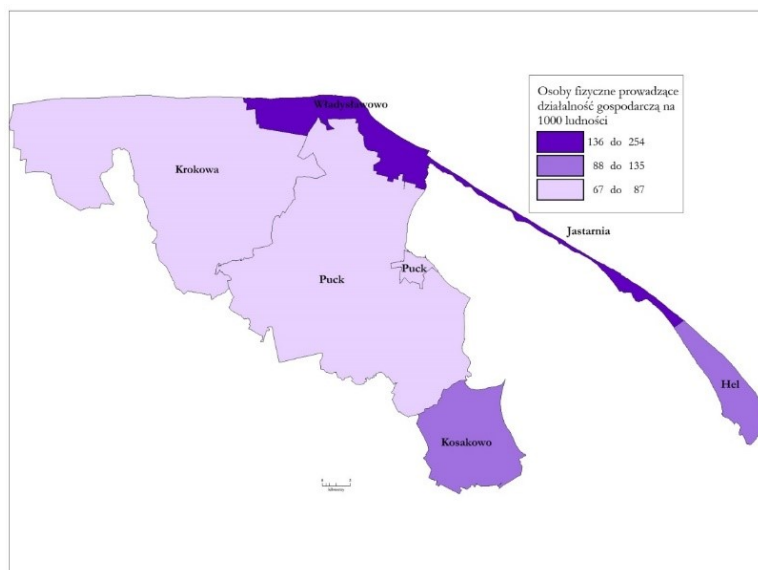 Osoby fizyczne prowadzące
działalność gospodarczą na
1000 ludności
136 do 254
88 do 135
67 do 87
Władysławowo
Krokowa
Jastarnia
Puck
Puck
Hel
Kosakowo